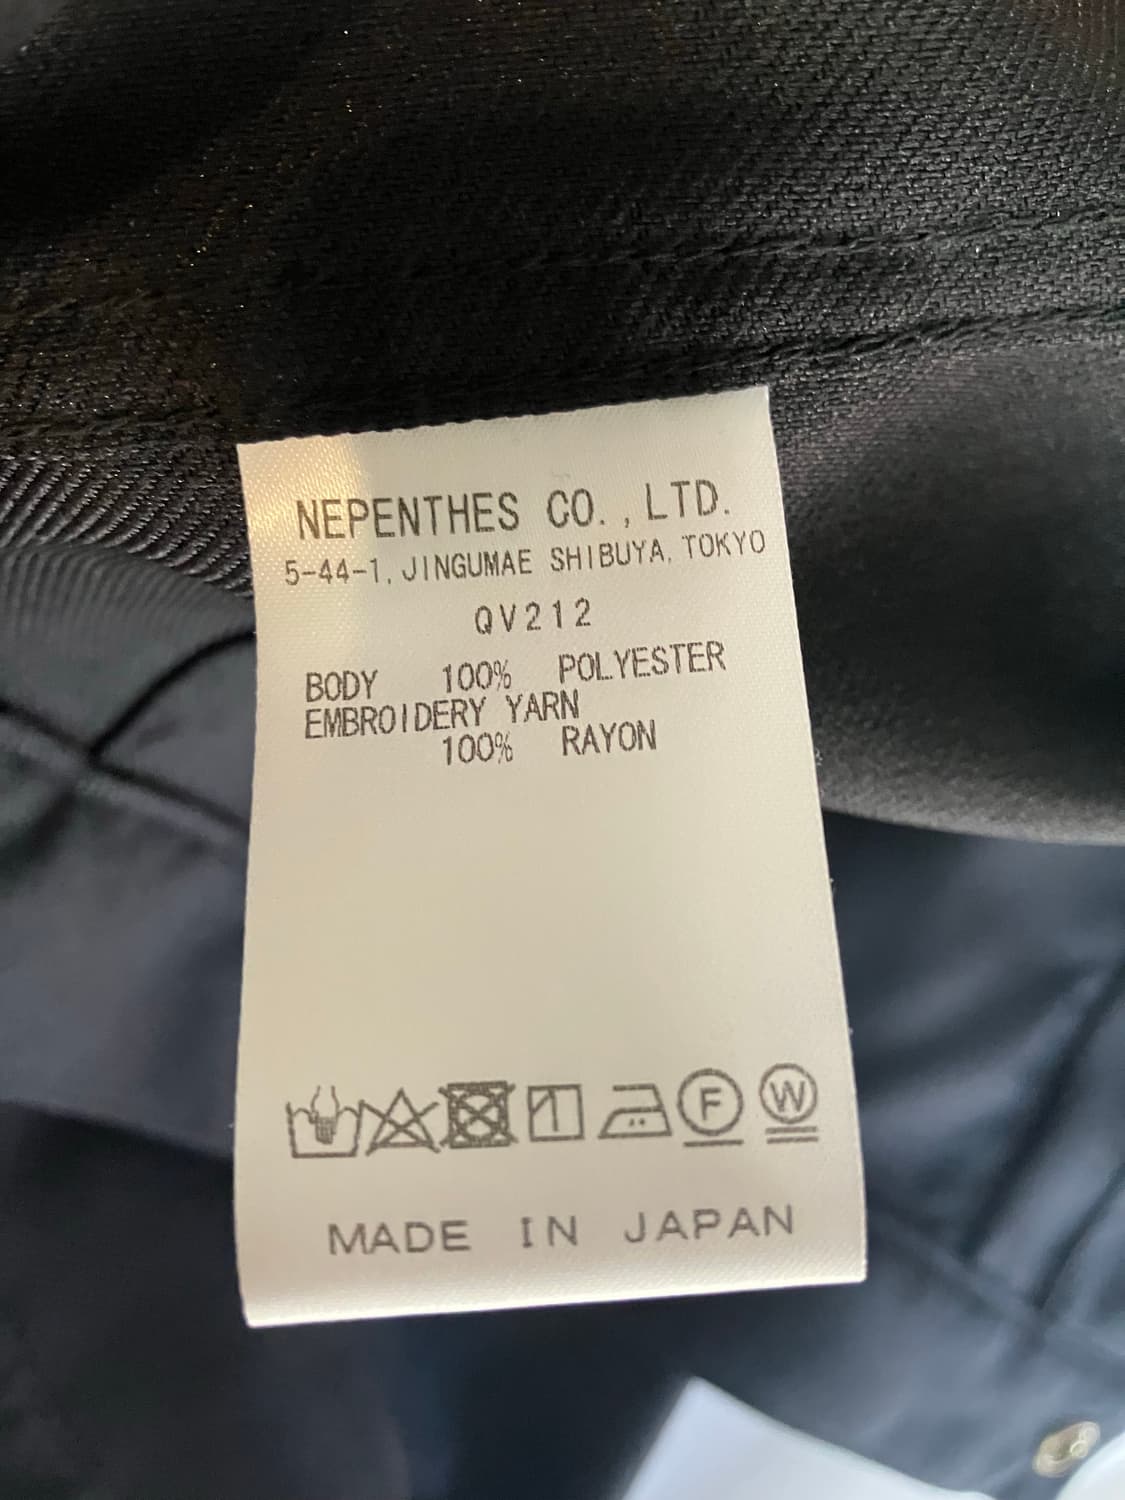 NEPENTHES CO., LTD.
5-44-1, JINGUMAE SHIBUYA, TOKYO
QV212
BODY 100% POLYESTER
EMBROIDERY YARN
100% RAYON
F W
MADE IN JAPAN